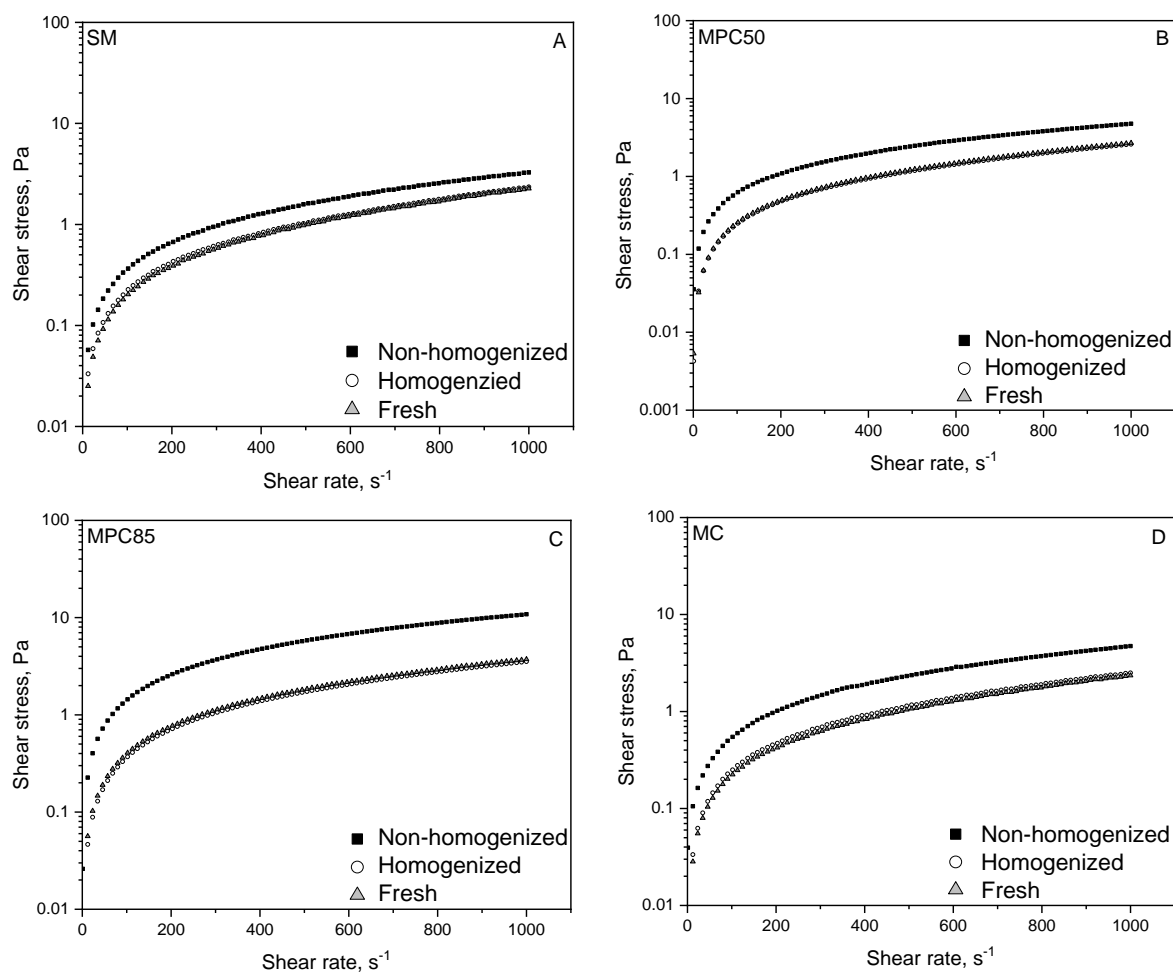 SM
A
Shear stress, Pa
100
10
1
0.1
0.01
Non-homogenized
Homogenzied
Fresh
0 200 400 600 800 1000
Shear rate, s⁻¹
MPC50
B
Shear stress, Pa
100
10
1
0.1
0.01
0.001
Non-homogenized
Homogenized
Fresh
0 200 400 600 800 1000
Shear rate, s⁻¹
MPC85
C
Shear stress, Pa
100
10
1
0.1
0.01
Non-homogenized
Homogenized
Fresh
0 200 400 600 800 1000
Shear rate, s⁻¹
MC
D
Shear stress, Pa
100
10
1
0.1
0.01
Non-homogenized
Homogenized
Fresh
0 200 400 600 800 1000
Shear rate, s⁻¹